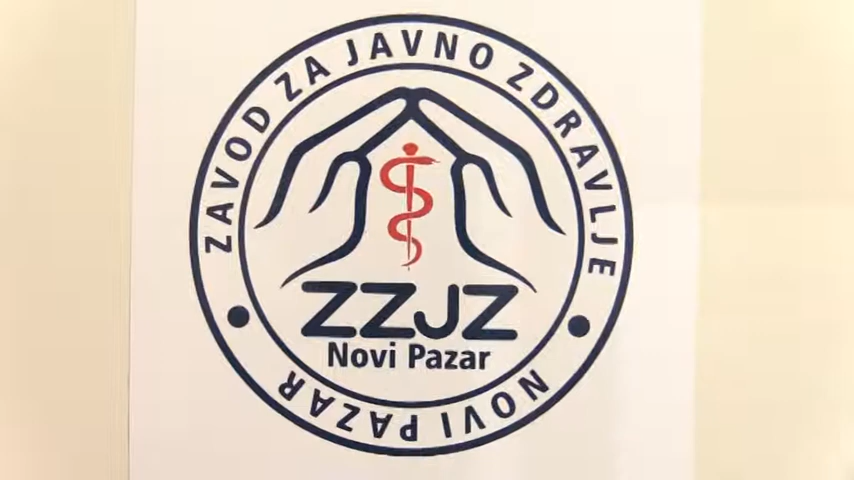 ZAVOD ZA JAVNO ZDRAVLJE
ZZJZ
Novi Pazar
NOVI PAZAR